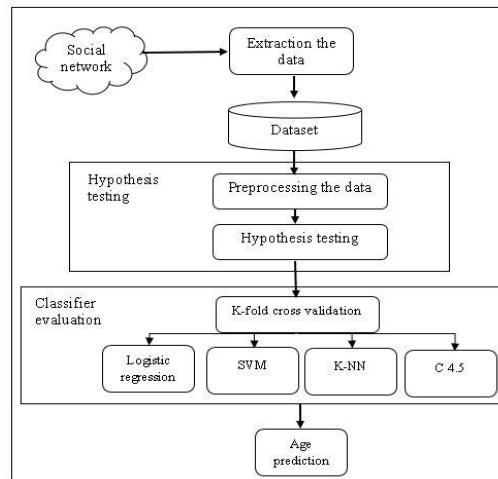 Social
network
Extraction the
data
Dataset
Hypothesis
testing
Preprocessing the data
Hypothesis testing
Classifier
evaluation
K-fold cross validation
Logistic
regression
SVM
K-NN
C 4.5
Age
prediction